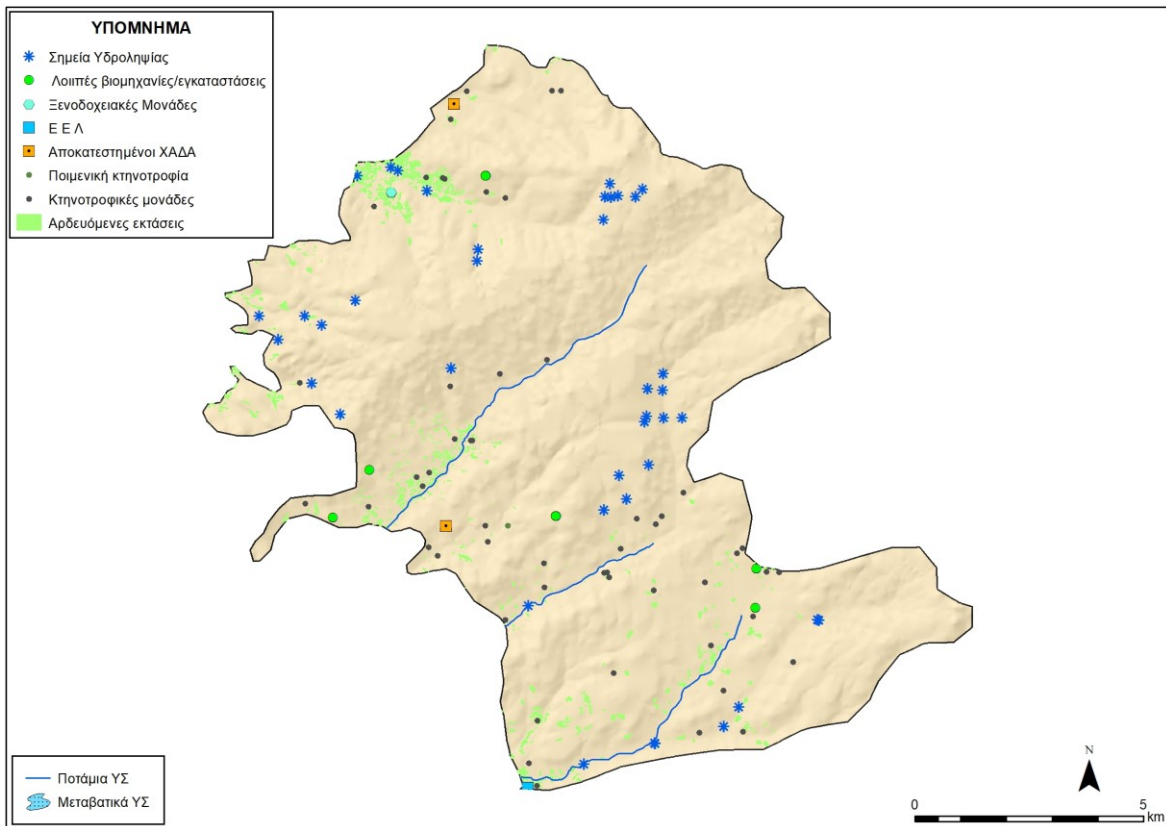 ΥΠΟΜΝΗΜΑ
Σημεία Υδροληψίας
Λοιπές βιομηχανίες/εγκαταστάσεις
Ξενοδοχειακές Μονάδες
Ε Ε Λ
Αποκατεστημένοι ΧΑΔΑ
Ποιμενική κτηνοτροφία
Κτηνοτροφικές μονάδες
Αρδευόμενες εκτάσεις
Ποτάμια ΥΣ
Μεταβατικά ΥΣ
N
0 5
km